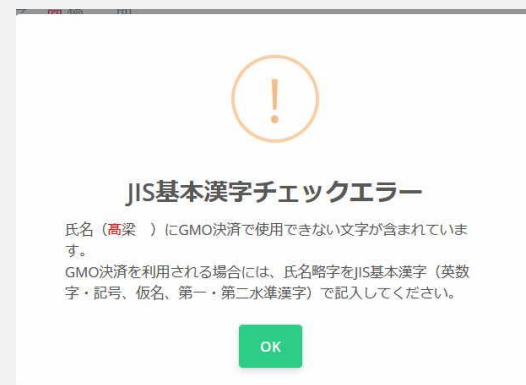 JIS基本漢字チェックエラー
氏名（髙梁　）にGMO決済で使用できない文字が含まれていま
す。
GMO決済を利用される場合には、氏名略字をJIS基本漢字（英数
字・記号、仮名、第一・第二水準漢字）で記入してください。
OK